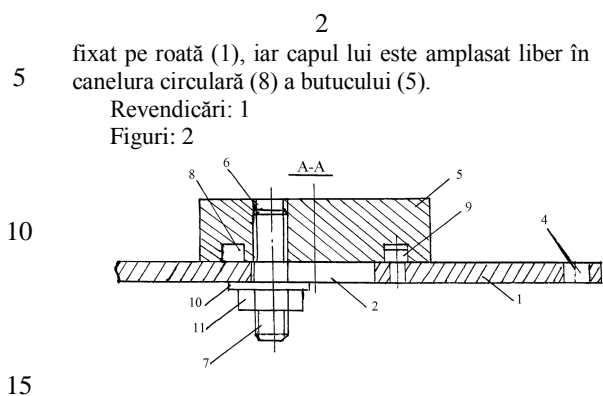 2
fixat pe roată (1), iar capul lui este amplasat liber în
5 canelura circulară (8) a butucului (5).
Revendicări: 1
Figuri: 2
A-A
8 6 5 9 4
10
10 11 7 2 1
15